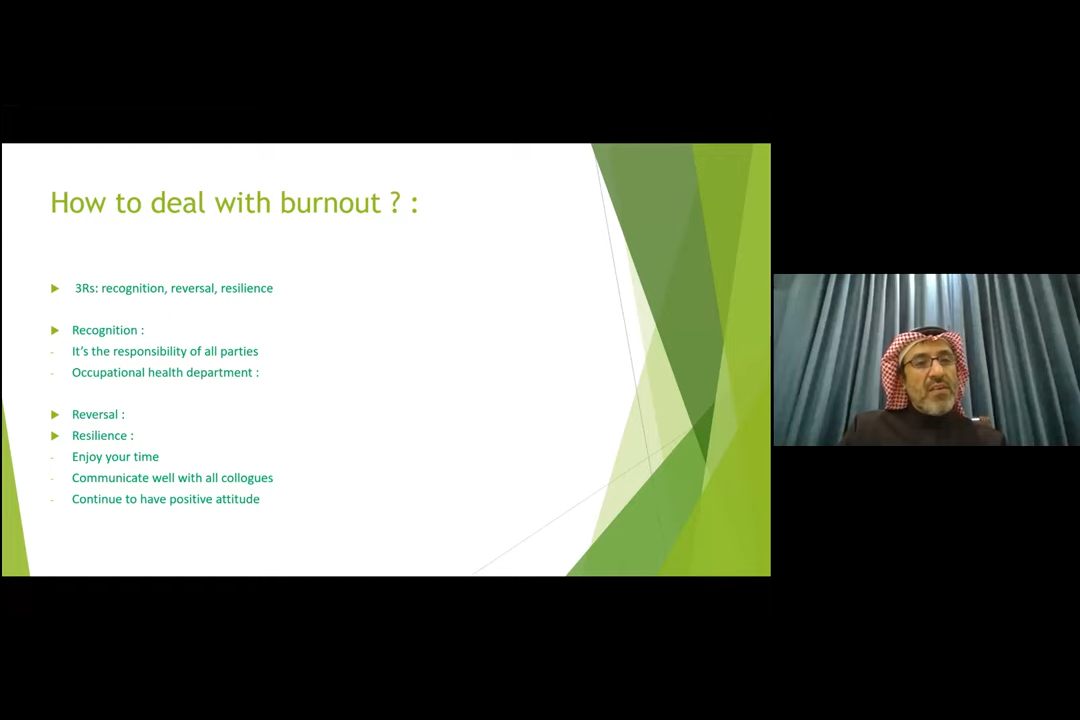 How to deal with burnout ? :
3Rs: recognition, reversal, resilience
Recognition :
- It's the responsibility of all parties
- Occupational health department :
Reversal :
Resilience :
- Enjoy your time
- Communicate well with all collogues
- Continue to have positive attitude